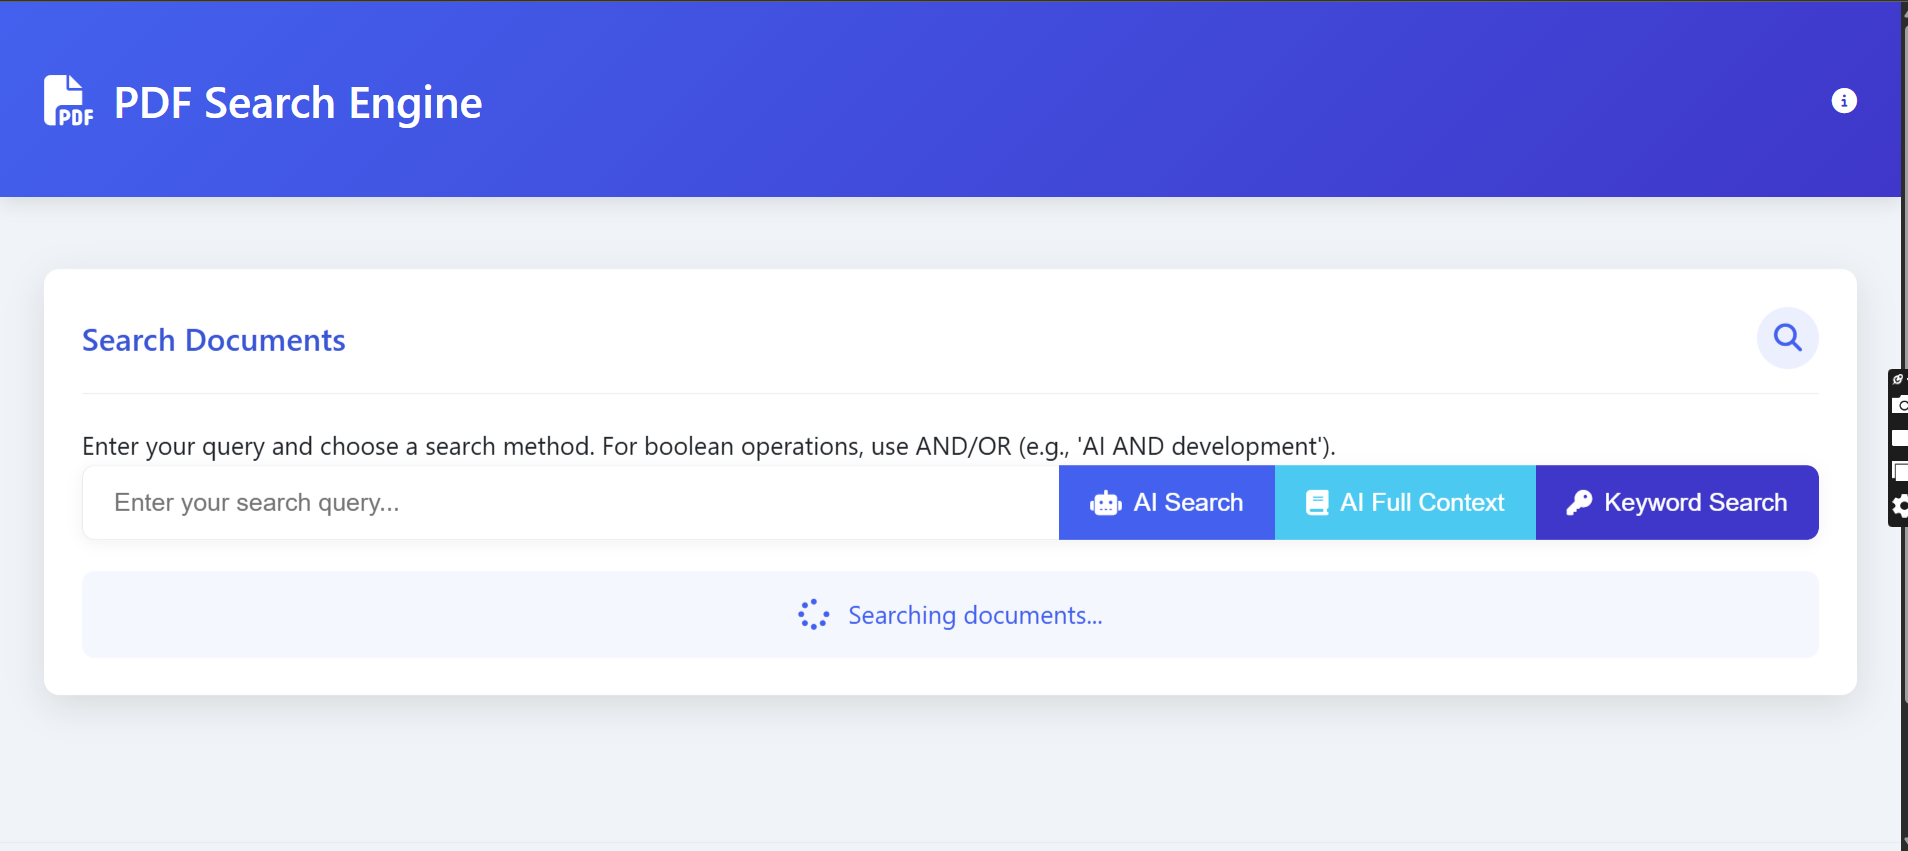 PDF
PDF Search Engine
Search Documents
Enter your query and choose a search method. For boolean operations, use AND/OR (e.g., 'AI AND development').
Enter your search query...
AI Search
AI Full Context
Keyword Search
Searching documents...